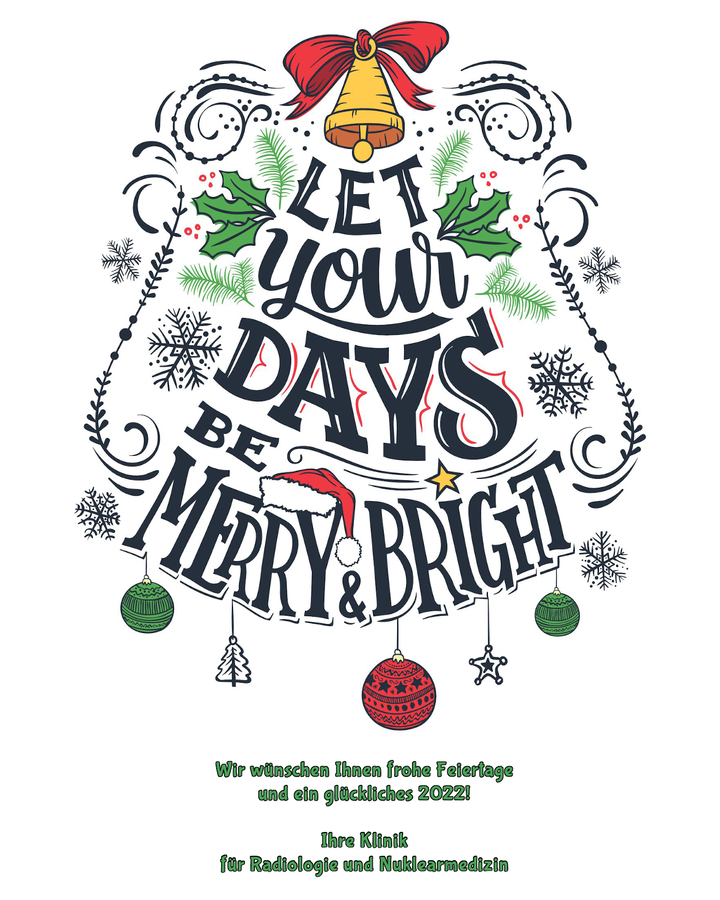 LET
your
DAYS
BE
MERRY & BRIGHT
Wir wünschen Ihnen frohe Feiertage
und ein glückliches 2022!
Ihre Klinik
für Radiologie und Nuklearmedizin